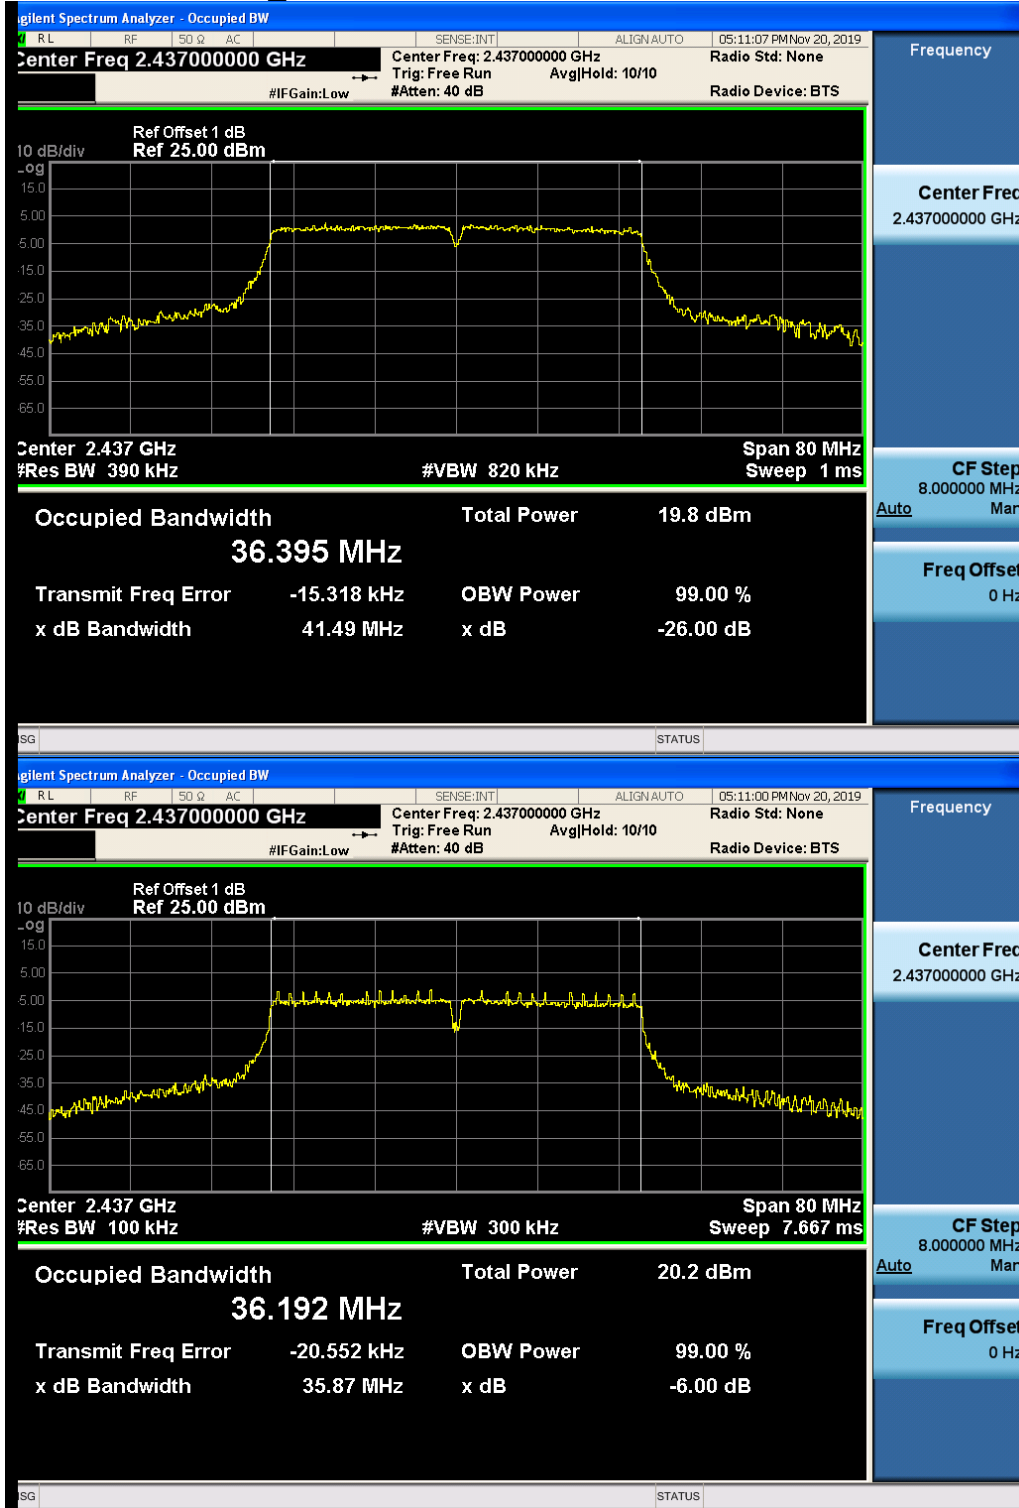 gilent Spectrum Analyzer - Occupied BW
RL RF 50 Ω AC SENSE:INT ALIGN AUTO 05:11:07 PM Nov 20, 2019
Center Freq 2.437000000 GHz
Center Freq: 2.437000000 GHz Radio Std: None
Trig: Free Run Avg|Hold: 10/10
#IFGain:Low #Atten: 40 dB Radio Device: BTS
Frequency
Ref Offset 1 dB
10 dB/div Ref 25.00 dBm
Log
15.0
5.00
-5.00
-15.0
-25.0
-35.0
-45.0
-55.0
-65.0
Center 2.437 GHz Span 80 MHz
#Res BW 390 kHz #VBW 820 kHz Sweep 1 ms
Center Freq
2.437000000 GHz
CF Step
8.000000 MHz
Auto Man
Freq Offset
0 Hz
Occupied Bandwidth Total Power 19.8 dBm
36.395 MHz
Transmit Freq Error -15.318 kHz OBW Power 99.00 %
x dB Bandwidth 41.49 MHz x dB -26.00 dB
SG STATUS
gilent Spectrum Analyzer - Occupied BW
RL RF 50 Ω AC SENSE:INT ALIGN AUTO 05:11:00 PM Nov 20, 2019
Center Freq 2.437000000 GHz
Center Freq: 2.437000000 GHz Radio Std: None
Trig: Free Run Avg|Hold: 10/10
#IFGain:Low #Atten: 40 dB Radio Device: BTS
Frequency
Ref Offset 1 dB
10 dB/div Ref 25.00 dBm
Log
15.0
5.00
-5.00
-15.0
-25.0
-35.0
-45.0
-55.0
-65.0
Center 2.437 GHz Span 80 MHz
#Res BW 100 kHz #VBW 300 kHz Sweep 7.667 ms
Center Freq
2.437000000 GHz
CF Step
8.000000 MHz
Auto Man
Freq Offset
0 Hz
Occupied Bandwidth Total Power 20.2 dBm
36.192 MHz
Transmit Freq Error -20.552 kHz OBW Power 99.00 %
x dB Bandwidth 35.87 MHz x dB -6.00 dB
SG STATUS